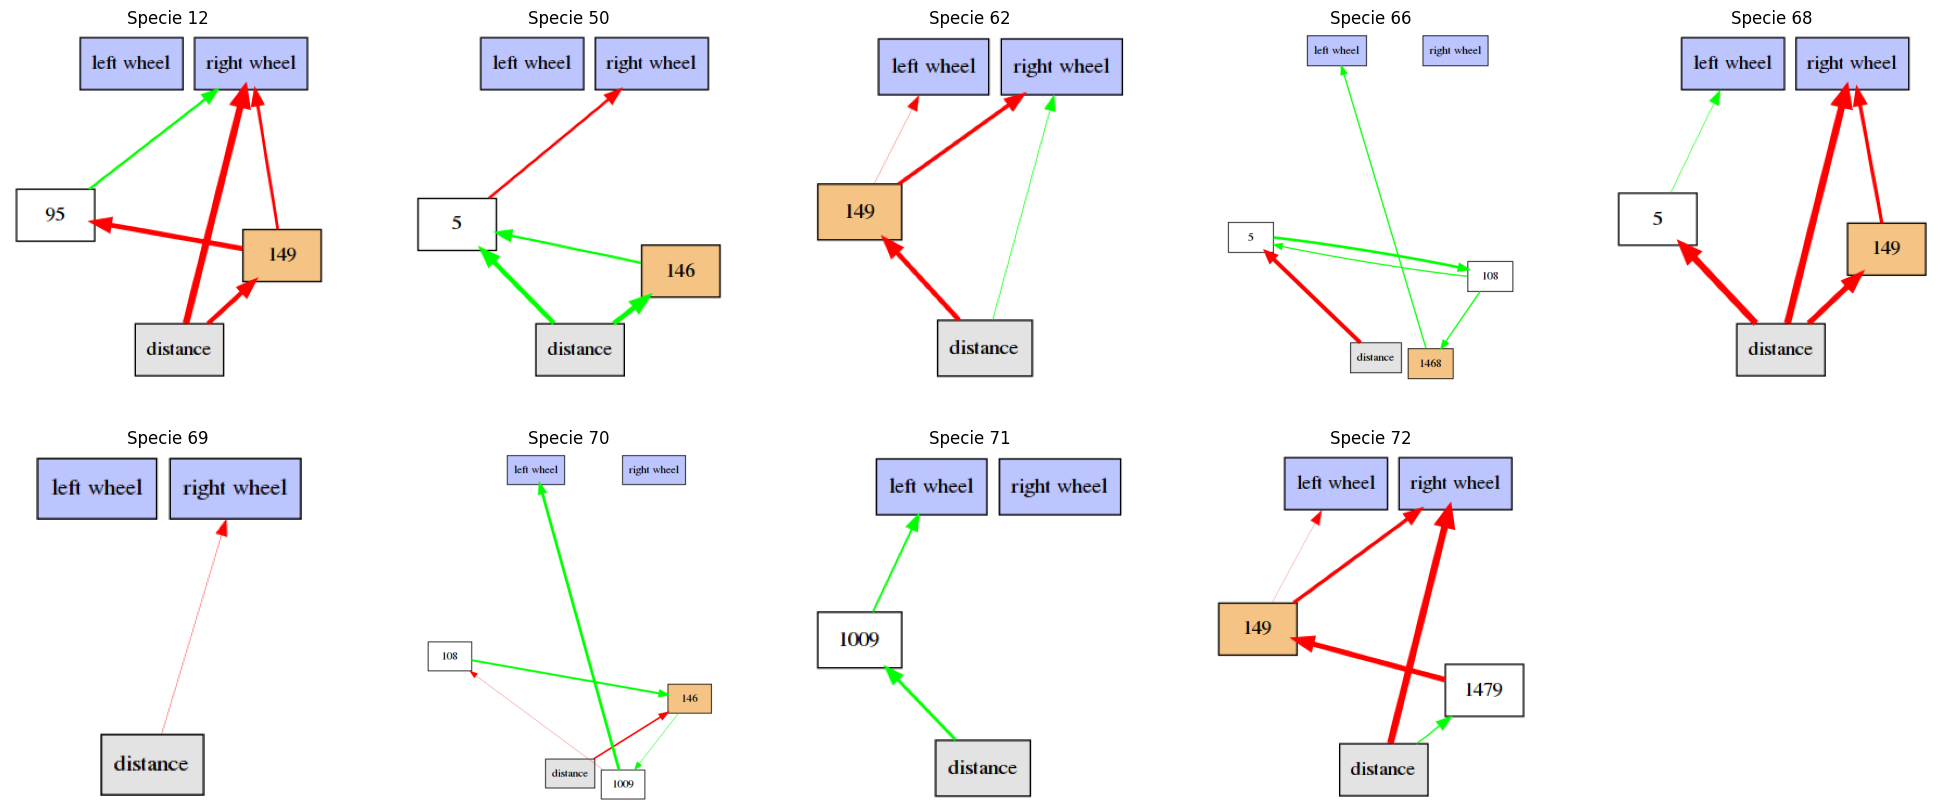 Specie 12
left wheel
right wheel
95
149
distance
Specie 50
left wheel
right wheel
5
146
distance
Specie 62
left wheel
right wheel
149
distance
Specie 66
left wheel
right wheel
5
108
distance
1468
Specie 68
left wheel
right wheel
5
149
distance
Specie 69
left wheel
right wheel
distance
Specie 70
left wheel
right wheel
108
146
distance
1009
Specie 71
left wheel
right wheel
1009
distance
Specie 72
left wheel
right wheel
149
1479
distance